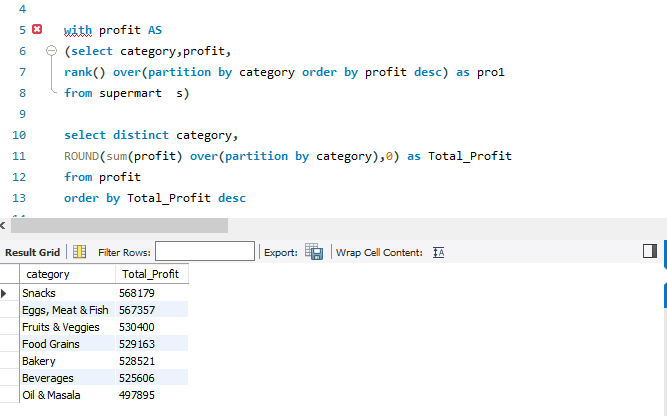 4
5 with profit AS
6 (select category,profit,
7 rank() over(partition by category order by profit desc) as pro1
8 from supermart  s)
9
10 select distinct category,
11 ROUND(sum(profit) over(partition by category),0) as Total_Profit
12 from profit
13 order by Total_Profit desc
Result Grid Filter Rows: Export: Wrap Cell Content:
category Total_Profit
Snacks 568179
Eggs, Meat & Fish 567357
Fruits & Veggies 530400
Food Grains 529163
Bakery 528521
Beverages 525606
Oil & Masala 497895